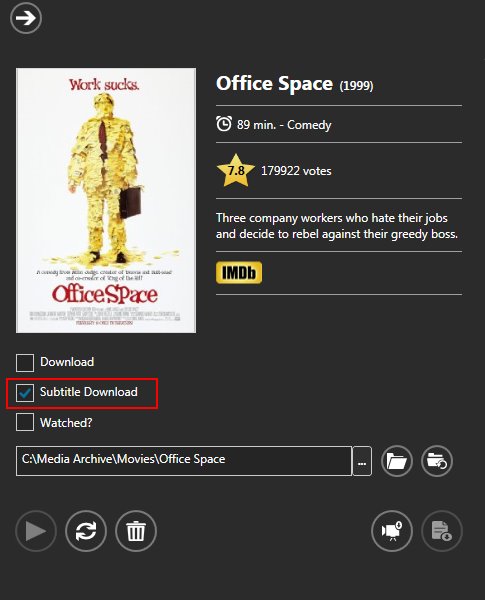 Work sucks.
A comedy from Mike Judge, creator of Beavis and Butt-head
and co-creator of "King of the Hill"
Office Space
Office Space (1999)
89 min. - Comedy
7.8
179922 votes
Three company workers who hate their jobs
and decide to rebel against their greedy boss.
IMDb
Download
Subtitle Download
Watched?
C:\Media Archive\Movies\Office Space
...